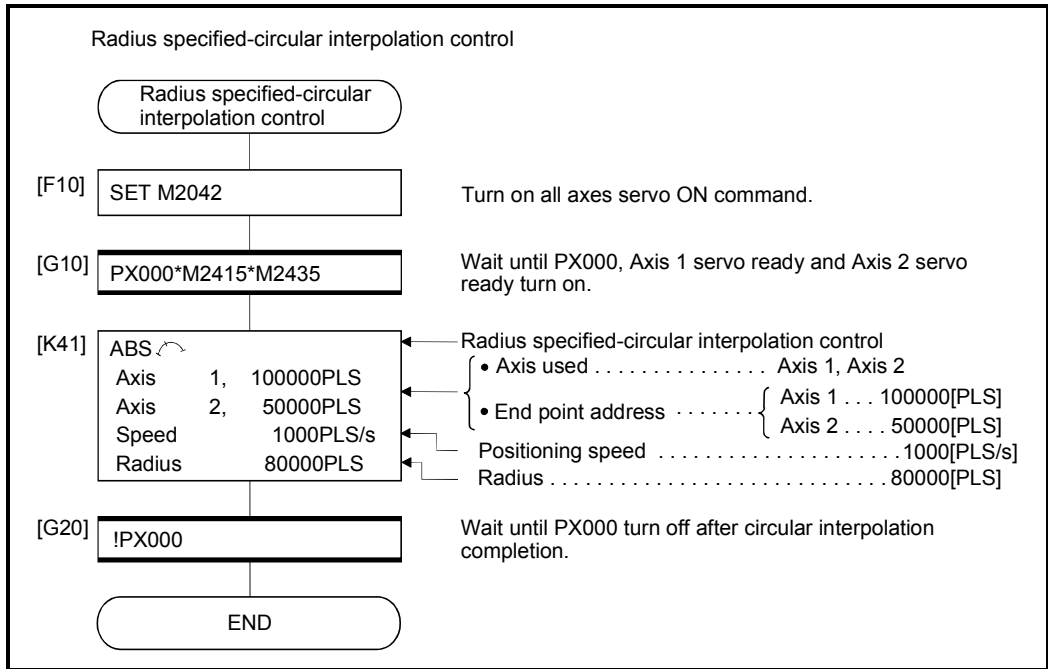 Radius specified-circular interpolation control
Radius specified-circular
interpolation control
[F10] SET M2042 Turn on all axes servo ON command.
[G10] PX000*M2415*M2435 Wait until PX000, Axis 1 servo ready and Axis 2 servo
ready turn on.
[K41] ABS Radius specified-circular interpolation control
Axis 1, 100000PLS • Axis used . . . . . . . . . . . . . . . Axis 1, Axis 2
Axis 2, 50000PLS • End point address . . . . . . . Axis 1 . . . 100000[PLS]
Axis 2 . . . . 50000[PLS]
Speed 1000PLS/s Positioning speed . . . . . . . . . . . . . . . . . . . . . .1000[PLS/s]
Radius 80000PLS Radius . . . . . . . . . . . . . . . . . . . . . . . . . . . . . . 80000[PLS]
[G20] !PX000 Wait until PX000 turn off after circular interpolation
completion.
END